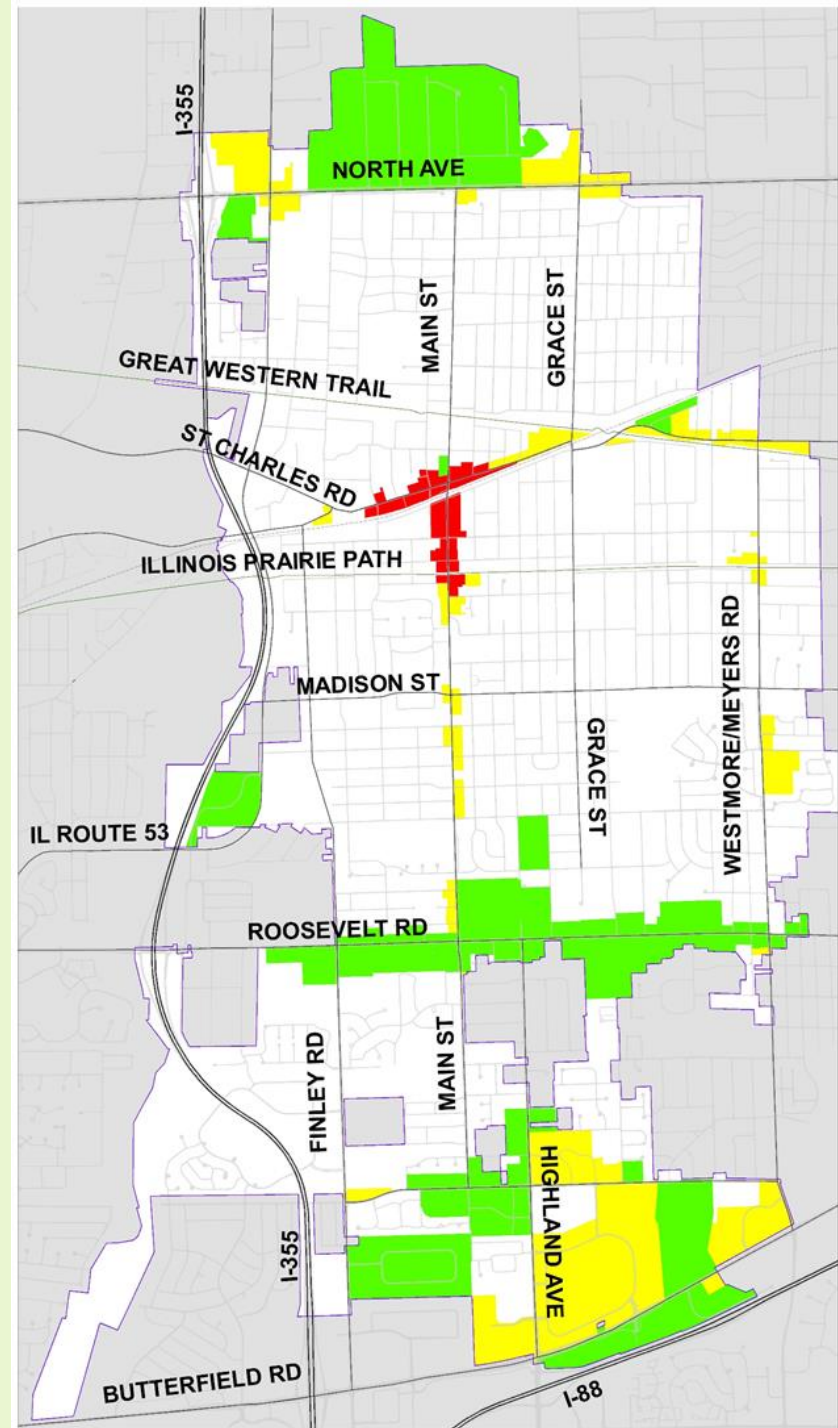 I-355
NORTH AVE
MAIN ST
GRACE ST
GREAT WESTERN TRAIL
ST CHARLES RD
ILLINOIS PRAIRIE PATH
WESTMORE/MEYERS RD
MADISON ST
GRACE ST
IL ROUTE 53
ROOSEVELT RD
FINLEY RD
MAIN ST
HIGHLAND AVE
I-355
BUTTERFIELD RD
I-88